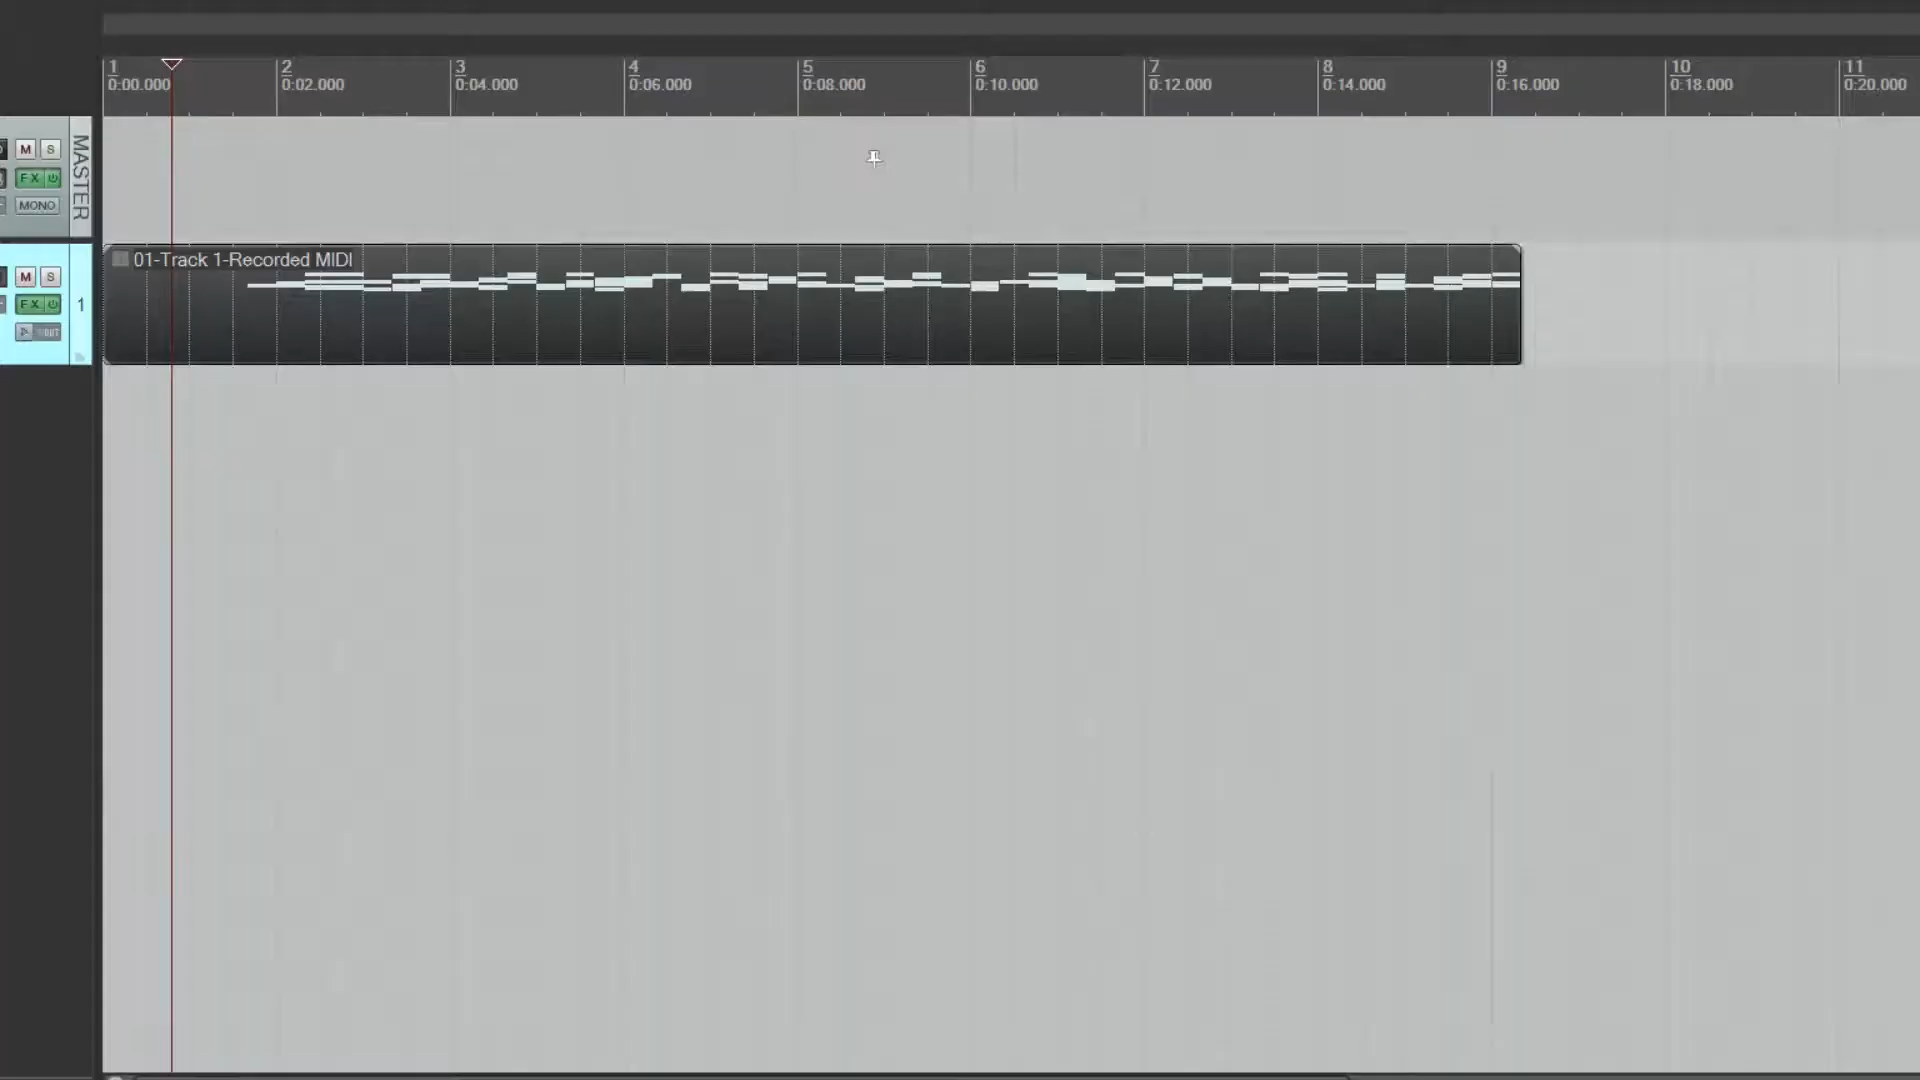 1 2 3 4 5 6 7 8 9 10 11
0:00.000 0:02.000 0:04.000 0:06.000 0:08.000 0:10.000 0:12.000 0:14.000 0:16.000 0:18.000 0:20.000
M S
FX
MONO
MASTER
01-Track 1-Recorded MIDI
M S
FX
1